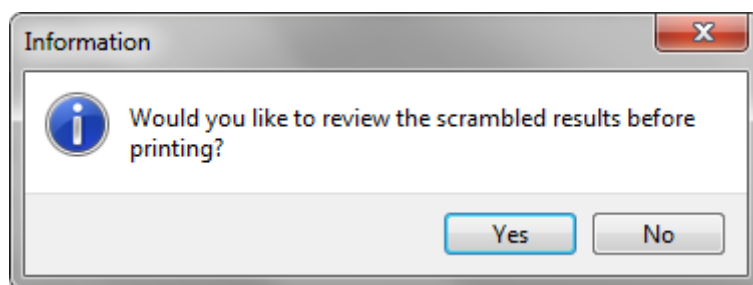 Information
Would you like to review the scrambled results before
printing?
Yes No